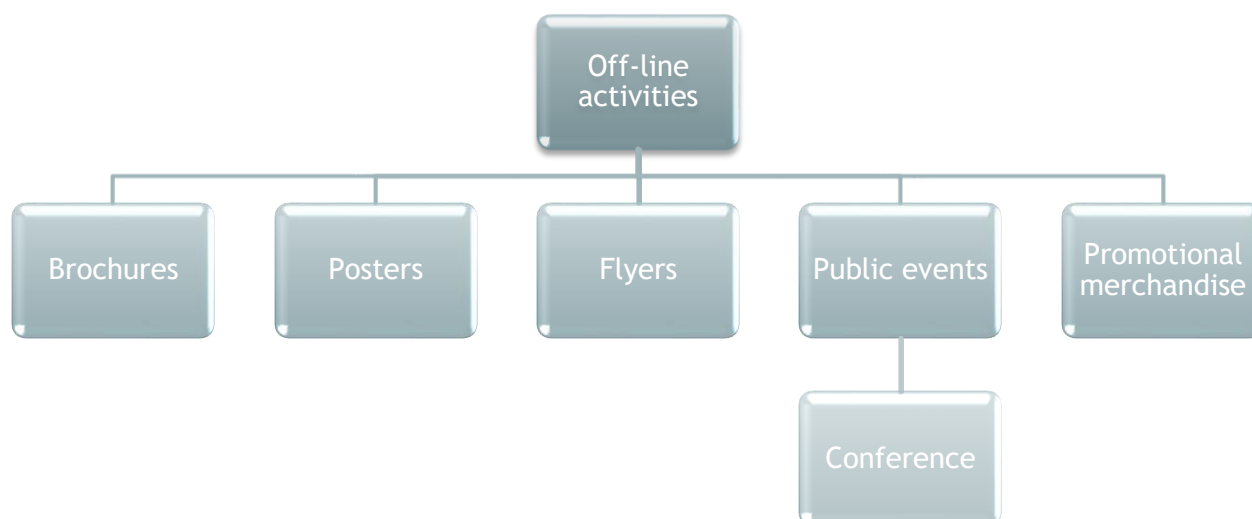 Off-line
activities
Brochures
Posters
Flyers
Public events
Promotional
merchandise
Conference